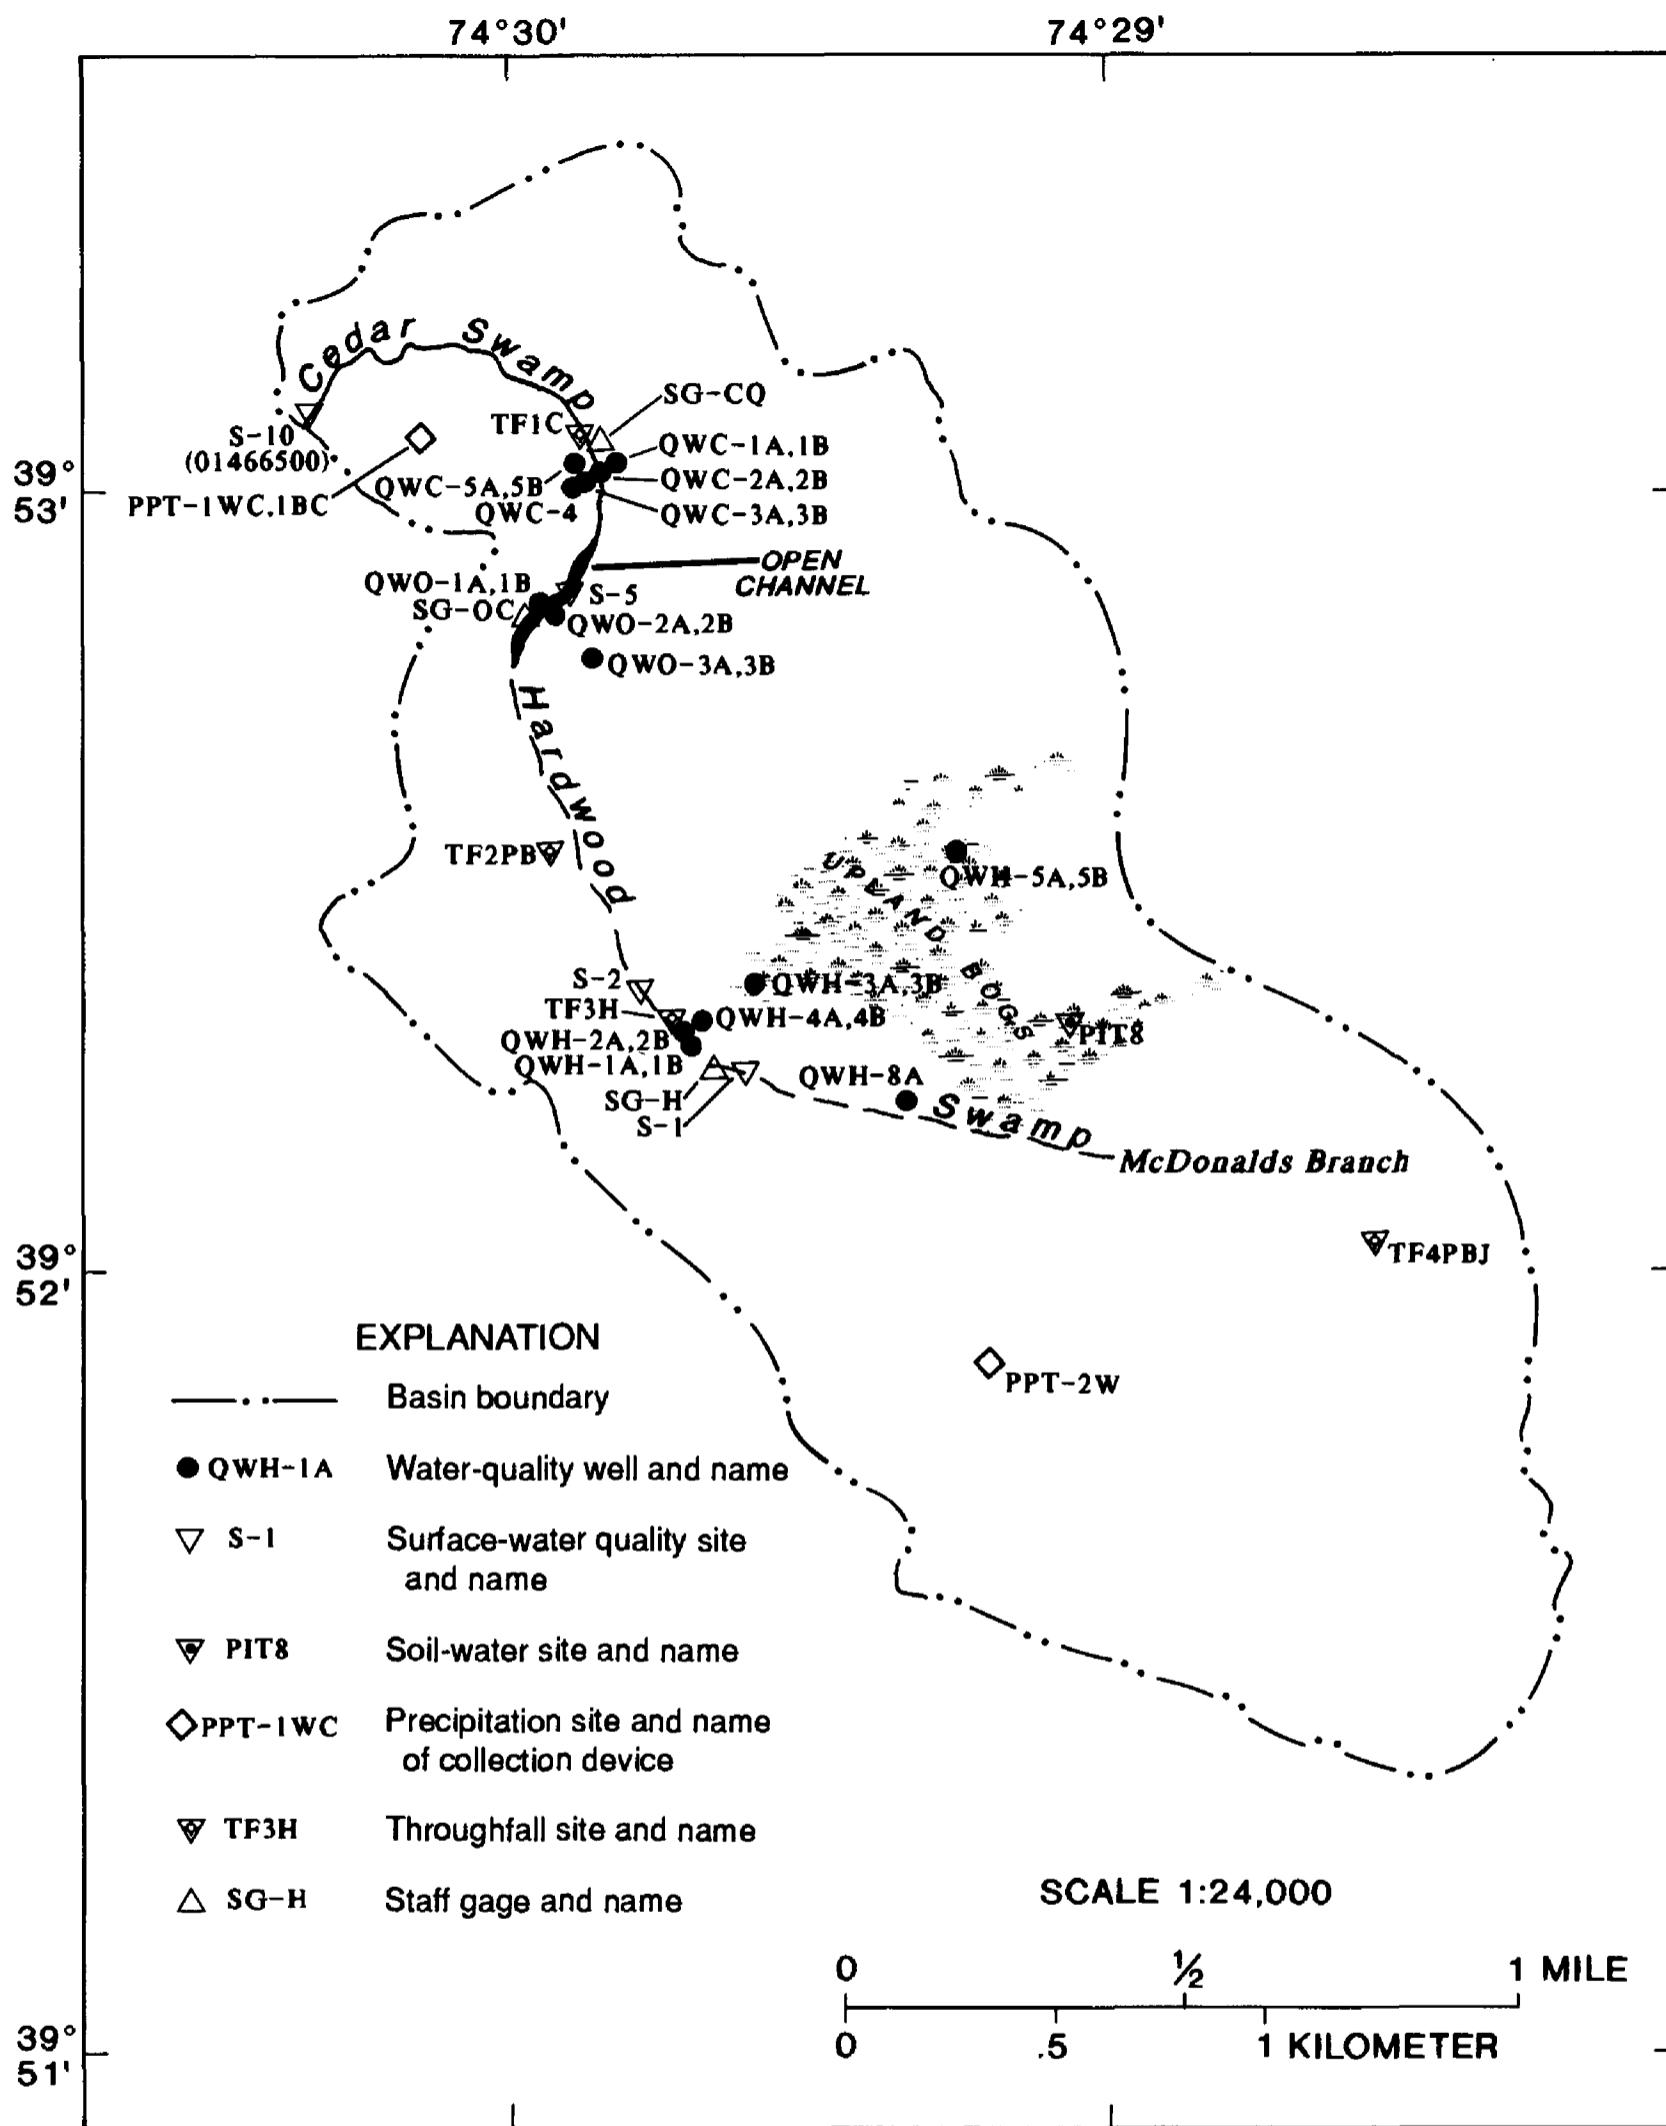 74°30' 74°29'
Cedar Swamp
SG-CQ
TF1C
S-10
(01466500)
QWC-1A,1B
39°
53'
QWC-5A,5B
QWC-2A,2B
PPT-1WC,1BC
QWC-4
QWC-3A,3B
OPEN
CHANNEL
QWO-1A,1B
S-5
SG-OC
QWO-2A,2B
QWO-3A,3B
Hardwood
TF2PB
QWH-5A,5B
UPLAND BOGS
S-2
QWH-3A,3B
TF3H
QWH-4A,4B
PIT8
QWH-2A,2B
QWH-1A,1B
QWH-8A
SG-H
Swamp
S-1
McDonalds Branch
39°
52'
TF4PBJ
PPT-2W
EXPLANATION
Basin boundary
QWH-1A Water-quality well and name
S-1 Surface-water quality site
and name
PIT8 Soil-water site and name
PPT-1WC Precipitation site and name
of collection device
TF3H Throughfall site and name
SG-H Staff gage and name
SCALE 1:24,000
0 ½ 1 MILE
0 .5 1 KILOMETER
39°
51'